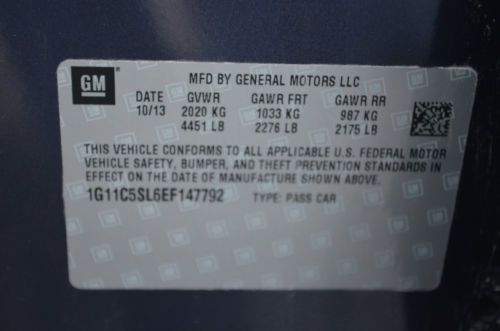 GM
MFD BY GENERAL MOTORS LLC
DATE GVWR GAWR FRT GAWR RR
10/13 2020 KG 1033 KG 987 KG
4451 LB 2276 LB 2175 LB
THIS VEHICLE CONFORMS TO ALL APPLICABLE U.S. FEDERAL MOTOR
VEHICLE SAFETY, BUMPER, AND THEFT PREVENTION STANDARDS IN
EFFECT ON THE DATE OF MANUFACTURE SHOWN ABOVE.
1G11C5SL6EF147792 TYPE: PASS CAR